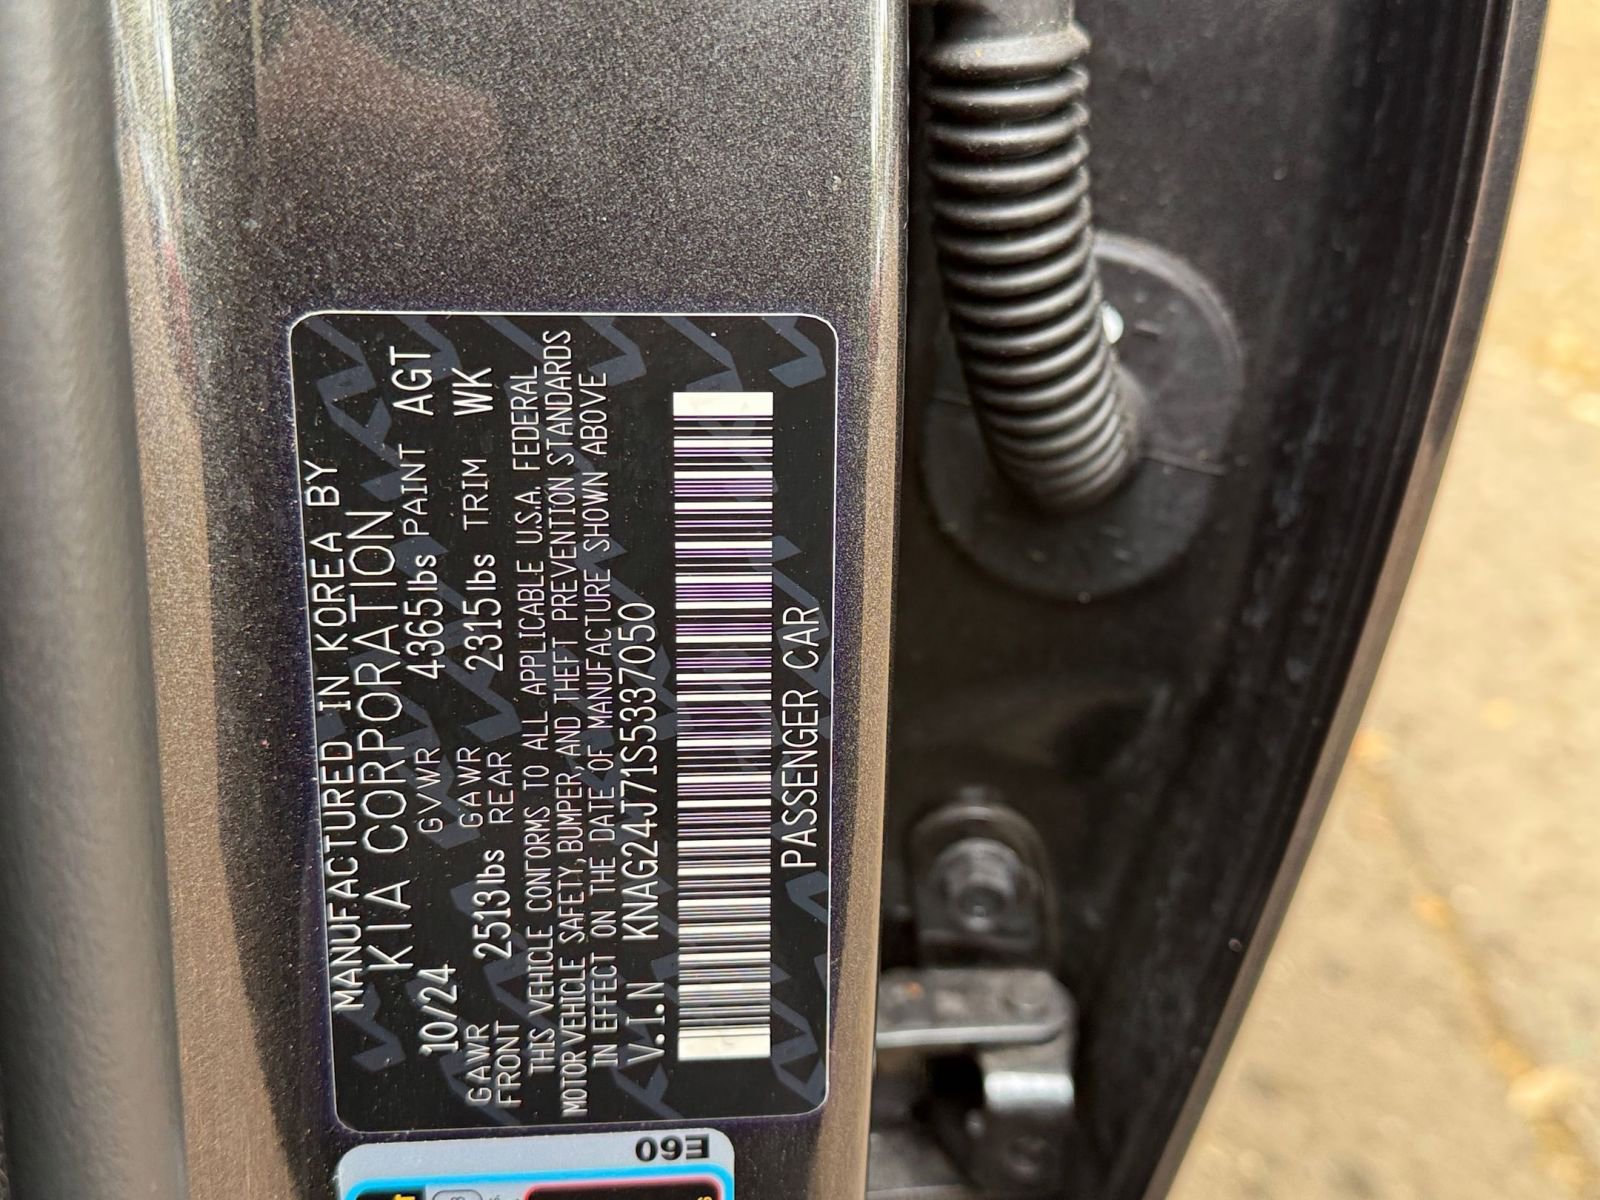 MANUFACTURED IN KOREA BY
KIA CORPORATION
10/24 GVWR 4365lbs PAINT AGT
GAWR FRONT 2513lbs GAWR REAR 2315lbs TRIM WK
THIS VEHICLE CONFORMS TO ALL APPLICABLE U.S.A. FEDERAL
MOTOR VEHICLE SAFETY, BUMPER, AND THEFT PREVENTION STANDARDS
IN EFFECT ON THE DATE OF MANUFACTURE SHOWN ABOVE
V.I.N KNAG24J71S5337050
PASSENGER CAR
E60